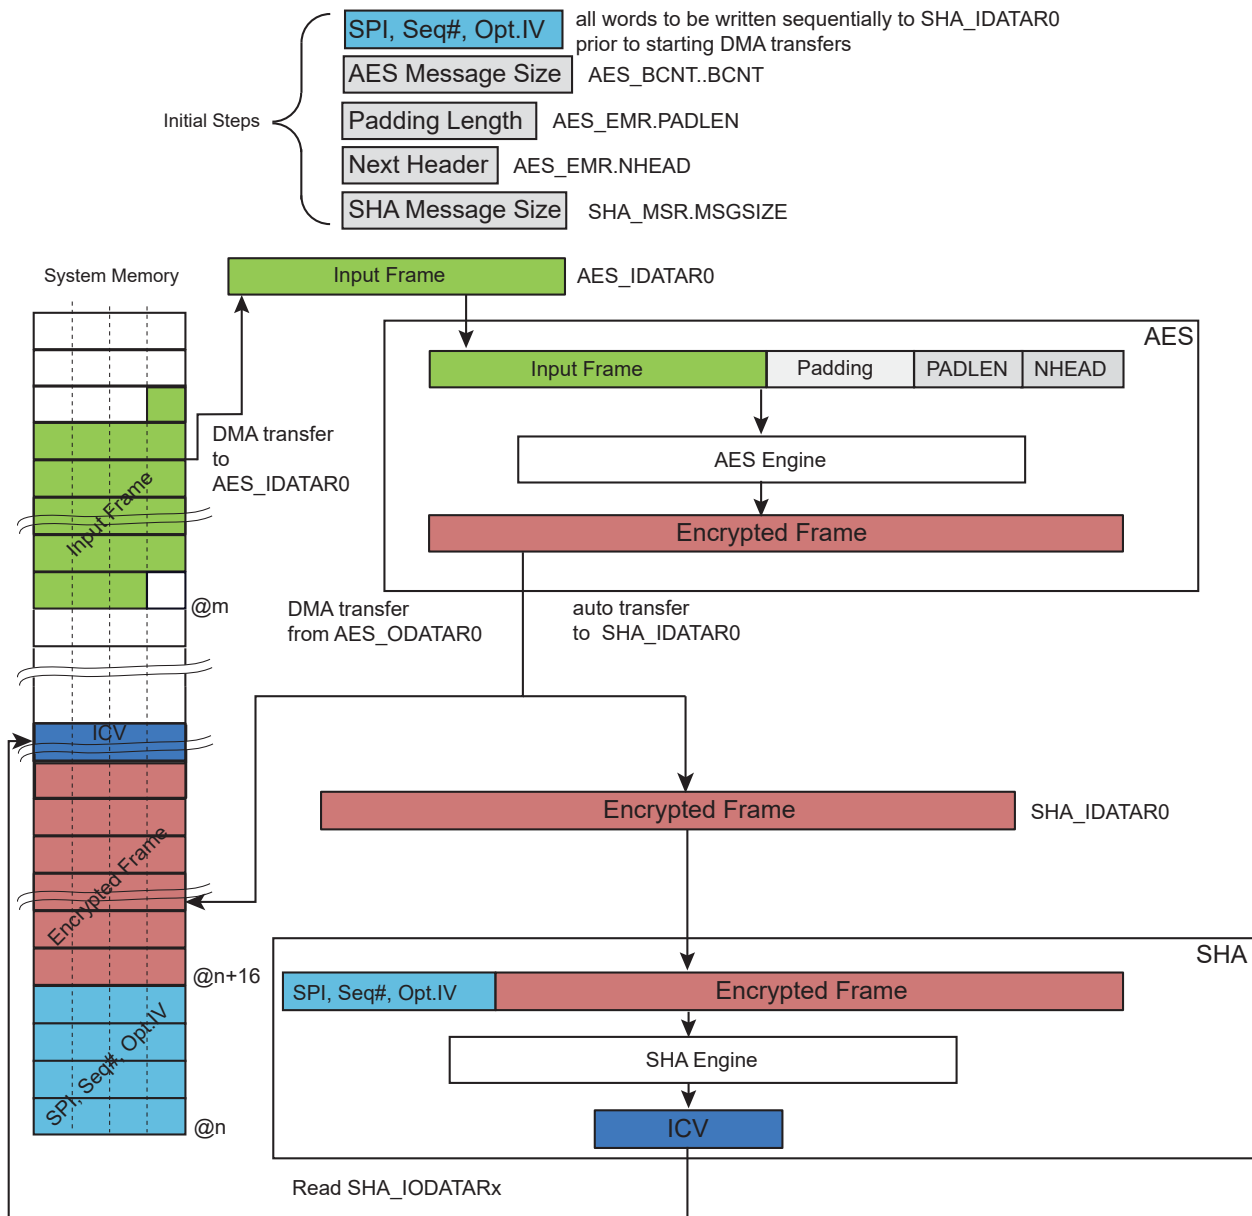 SPI, Seq#, Opt.IV
all words to be written sequentially to SHA_IDATAR0
prior to starting DMA transfers
AES Message Size
AES_BCNT..BCNT
Initial Steps
Padding Length
AES_EMR.PADLEN
Next Header
AES_EMR.NHEAD
SHA Message Size
SHA_MSR.MSGSIZE
System Memory
Input Frame
AES_IDATAR0
AES
Input Frame
Padding
PADLEN
NHEAD
DMA transfer
to
AES_IDATAR0
AES Engine
Input Frame
Encrypted Frame
@m
DMA transfer
from AES_ODATAR0
auto transfer
to SHA_IDATAR0
ICV
Encrypted Frame
SHA_IDATAR0
Encrypted Frame
SHA
@n+16
SPI, Seq#, Opt.IV
Encrypted Frame
SPI, Seq#, Opt.IV
SHA Engine
@n
ICV
Read SHA_IODATARx